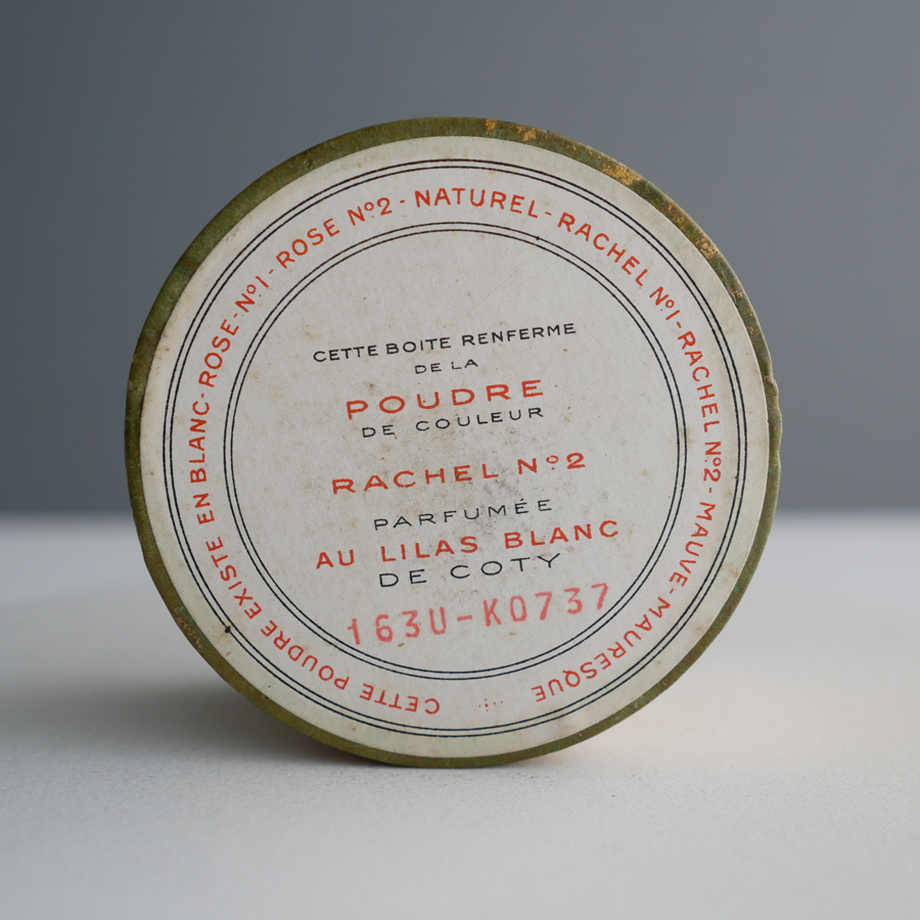 CETTE POUDRE EXISTE EN BLANC-ROSE-Nº1-ROSE Nº2-NATUREL-RACHEL Nº1-RACHEL Nº2-MAUVE-MAURESQUE
CETTE BOITE RENFERME
DE LA
POUDRE
DE COULEUR
RACHEL Nº2
PARFUMÉE
AU LILAS BLANC
DE COTY
163U-K0737